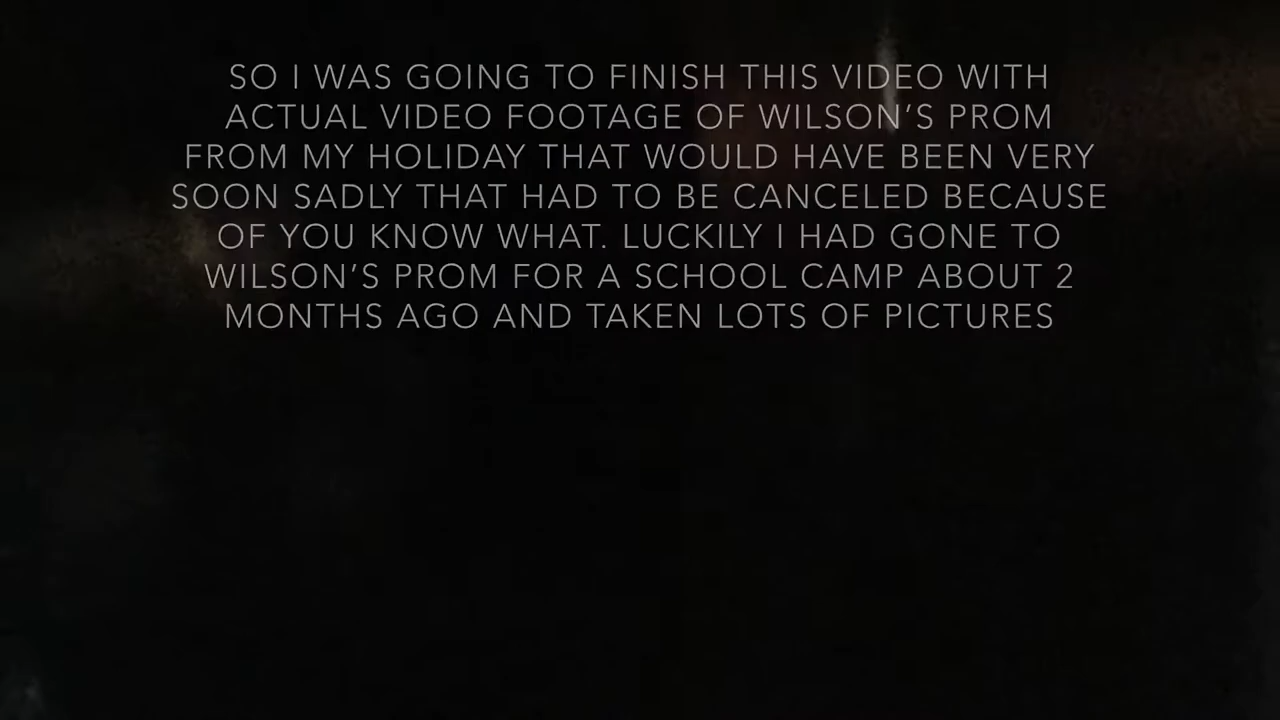 SO I WAS GOING TO FINISH THIS VIDEO WITH
ACTUAL VIDEO FOOTAGE OF WILSON’S PROM
FROM MY HOLIDAY THAT WOULD HAVE BEEN VERY
SOON SADLY THAT HAD TO BE CANCELED BECAUSE
OF YOU KNOW WHAT. LUCKILY I HAD GONE TO
WILSON’S PROM FOR A SCHOOL CAMP ABOUT 2
MONTHS AGO AND TAKEN LOTS OF PICTURES